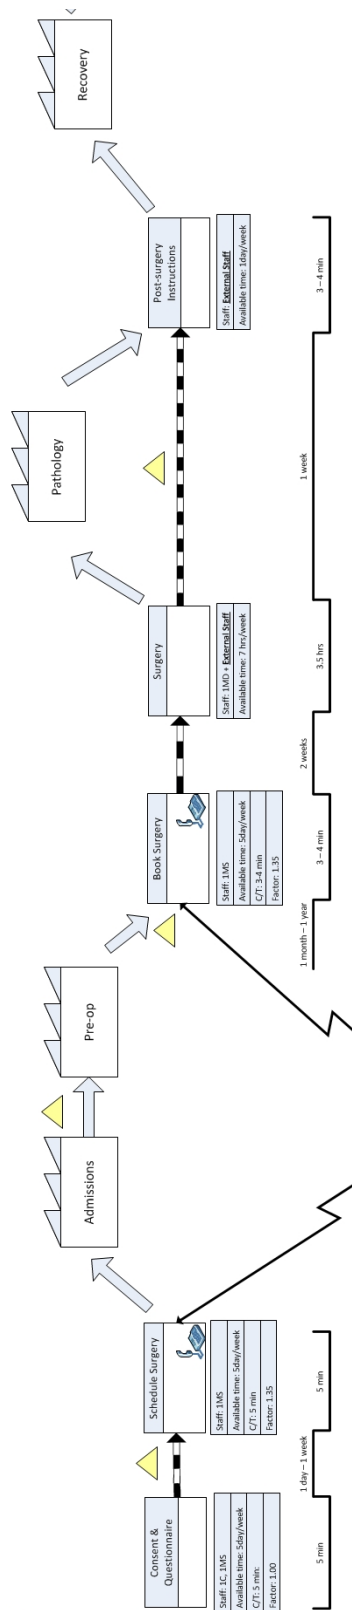 Consent &
Questionnaire
Staff: 1C, 1MS
Available time: 5day/week
C/T: 5 min:
Factor: 1.00
5 min
1 day – 1 week
Schedule Surgery
Staff: 1MS
Available time: 5day/week
C/T: 5 min
Factor: 1.35
5 min
Admissions
Pre-op
1 month – 1 year
Book Surgery
Staff: 1MS
Available time: 5day/week
C/T: 3-4 min
Factor: 1.35
3 – 4 min
2 weeks
Surgery
Staff: 1MD + External Staff
Available time: 7 hrs/week
3.5 hrs
Pathology
1 week
Post-surgery
Instructions
Staff: External Staff
Available time: 1day/week
3 – 4 min
Recovery